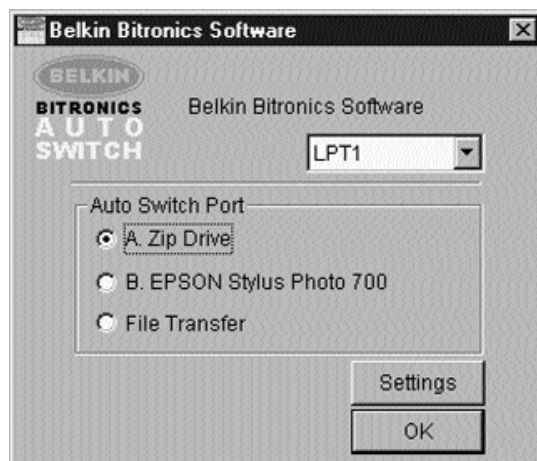 Belkin Bitronics Software
BELKIN
BITRONICS
AUTO
SWITCH
Belkin Bitronics Software
LPT1
Auto Switch Port
A. Zip Drive
B. EPSON Stylus Photo 700
File Transfer
Settings
OK